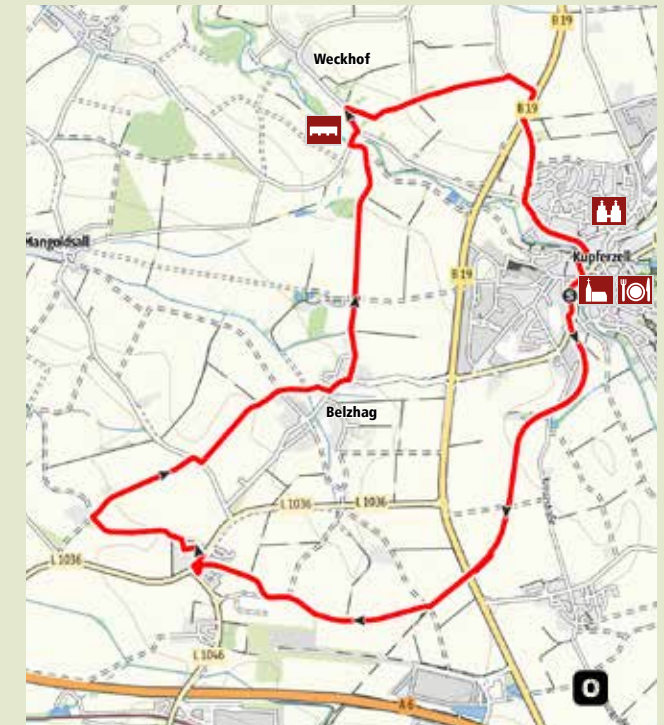 B 19
Weckhof
B 19
Mangoldsall
Kupferzell
B 19
S
Belzhag
L 1036
L 1036
L 1036
L 1046
A 6
O